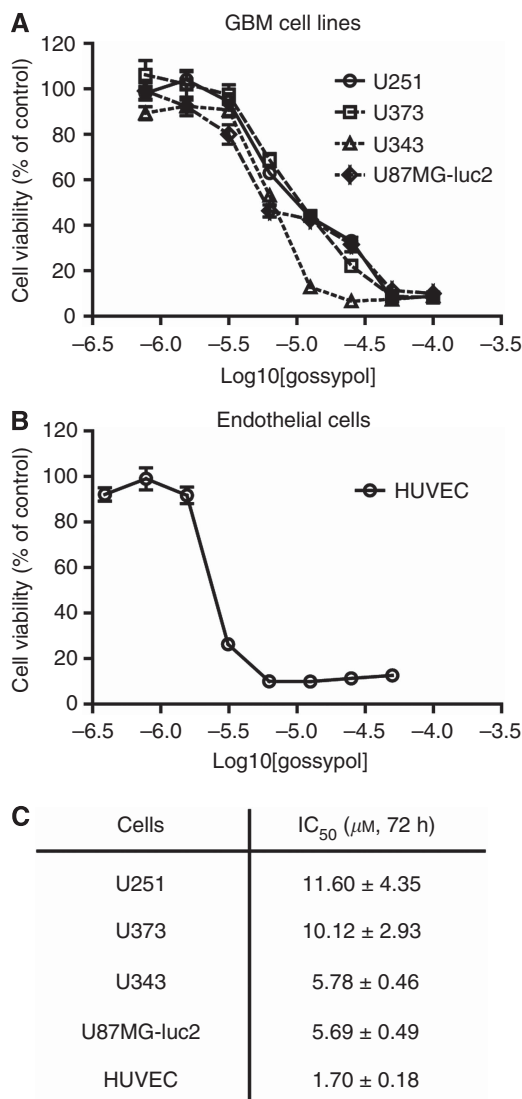 A
GBM cell lines
Cell viability (% of control)
120
100
80
60
40
20
0
U251
U373
U343
U87MG-luc2
–6.5 –6.0 –5.5 –5.0 –4.5 –4.0 –3.5
Log10[gossypol]
B
Endothelial cells
Cell viability (% of control)
120
100
80
60
40
20
0
HUVEC
–6.5 –6.0 –5.5 –5.0 –4.5 –4.0 –3.5
Log10[gossypol]
C
Cells IC50 (μM, 72 h)
U251 11.60 ± 4.35
U373 10.12 ± 2.93
U343 5.78 ± 0.46
U87MG-luc2 5.69 ± 0.49
HUVEC 1.70 ± 0.18